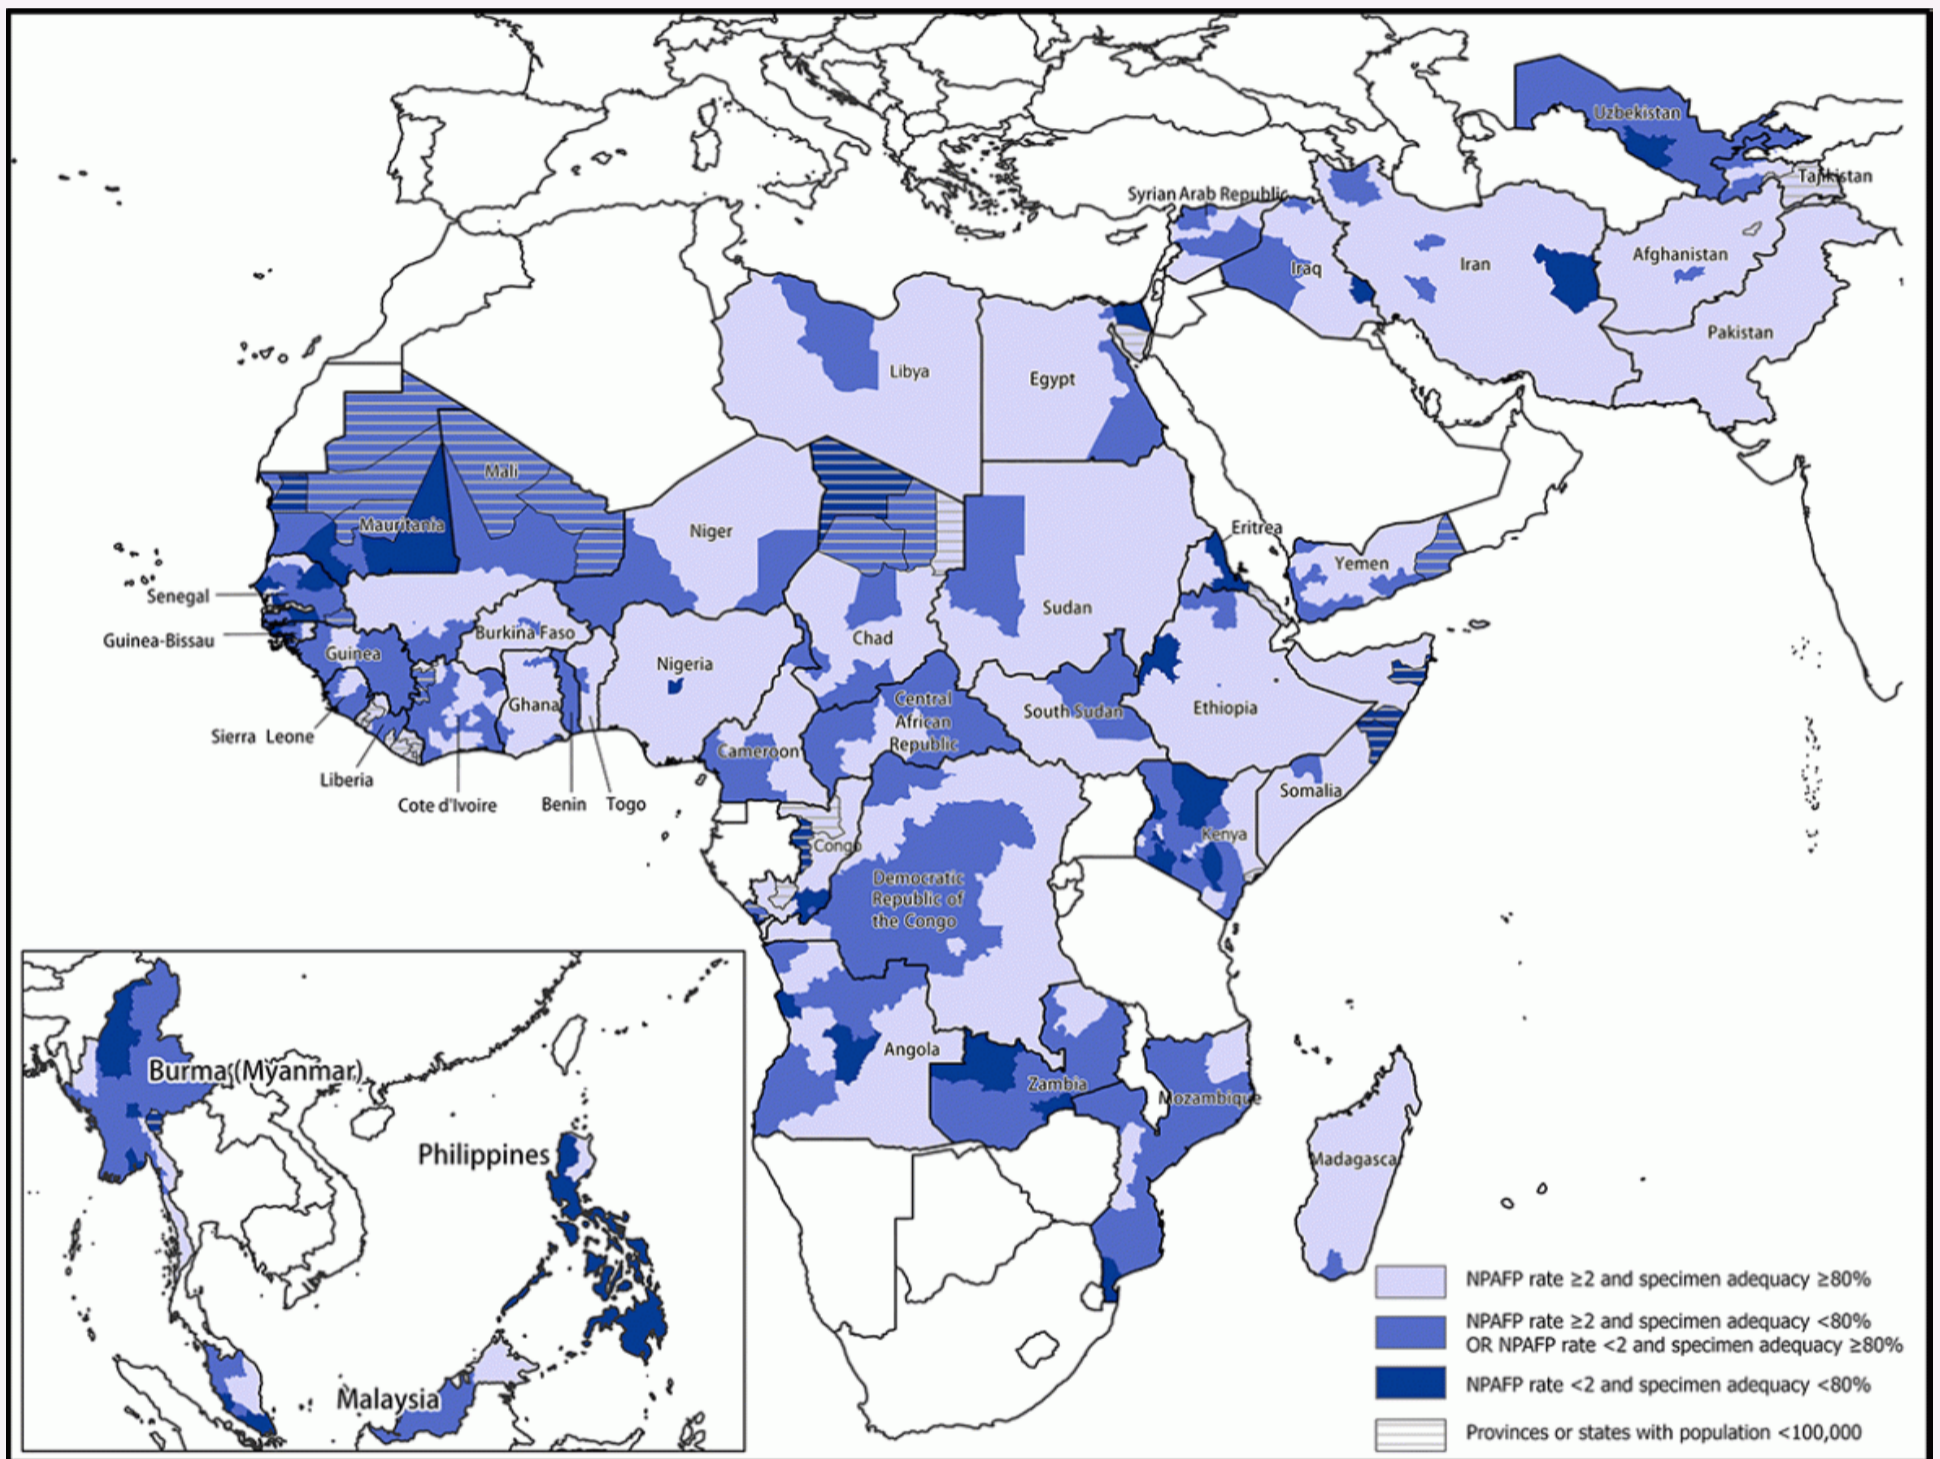 Uzbekistan
Tajikistan
Syrian Arab Republic
Afghanistan
Iraq
Iran
Pakistan
Libya
Egypt
Mali
Mauritania
Niger
Eritrea
Yemen
Senegal
Sudan
Guinea-Bissau
Burkina Faso
Chad
Guinea
Nigeria
Ghana
Central
African
Republic
South Sudan
Ethiopia
Sierra Leone
Cameroon
Liberia
Cote d'Ivoire
Benin
Togo
Somalia
Kenya
Congo
Democratic
Republic of
the Congo
Angola
Zambia
Mozambique
Madagascar
Burma (Myanmar)
Philippines
Malaysia
NPAFP rate ≥2 and specimen adequacy ≥80%
NPAFP rate ≥2 and specimen adequacy <80%
OR NPAFP rate <2 and specimen adequacy ≥80%
NPAFP rate <2 and specimen adequacy <80%
Provinces or states with population <100,000